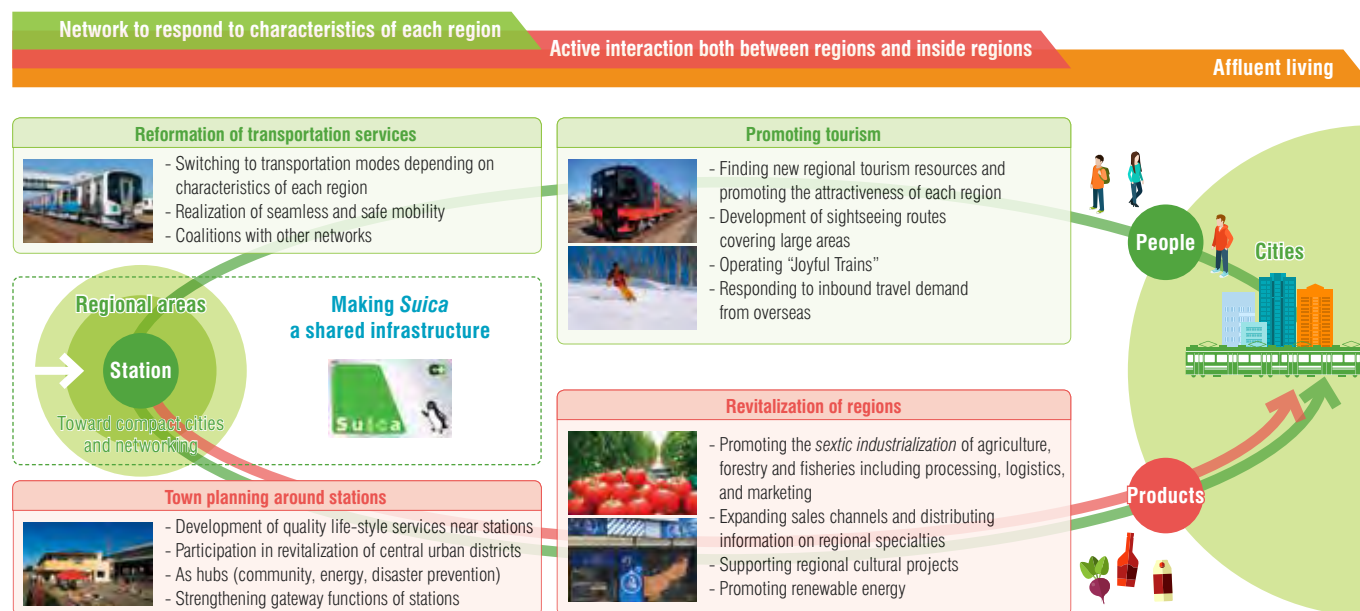 Network to respond to characteristics of each region
Active interaction both between regions and inside regions
Affluent living
Reformation of transportation services
- Switching to transportation modes depending on
characteristics of each region
- Realization of seamless and safe mobility
- Coalitions with other networks
Promoting tourism
- Finding new regional tourism resources and
promoting the attractiveness of each region
- Development of sightseeing routes
covering large areas
- Operating “Joyful Trains”
- Responding to inbound travel demand
from overseas
People
Cities
Regional areas
Station
Toward compact cities
and networking
Making Suica
a shared infrastructure
Suica
Town planning around stations
- Development of quality life-style services near stations
- Participation in revitalization of central urban districts
- As hubs (community, energy, disaster prevention)
- Strengthening gateway functions of stations
Revitalization of regions
- Promoting the sextic industrialization of agriculture,
forestry and fisheries including processing, logistics,
and marketing
- Expanding sales channels and distributing
information on regional specialties
- Supporting regional cultural projects
- Promoting renewable energy
Products